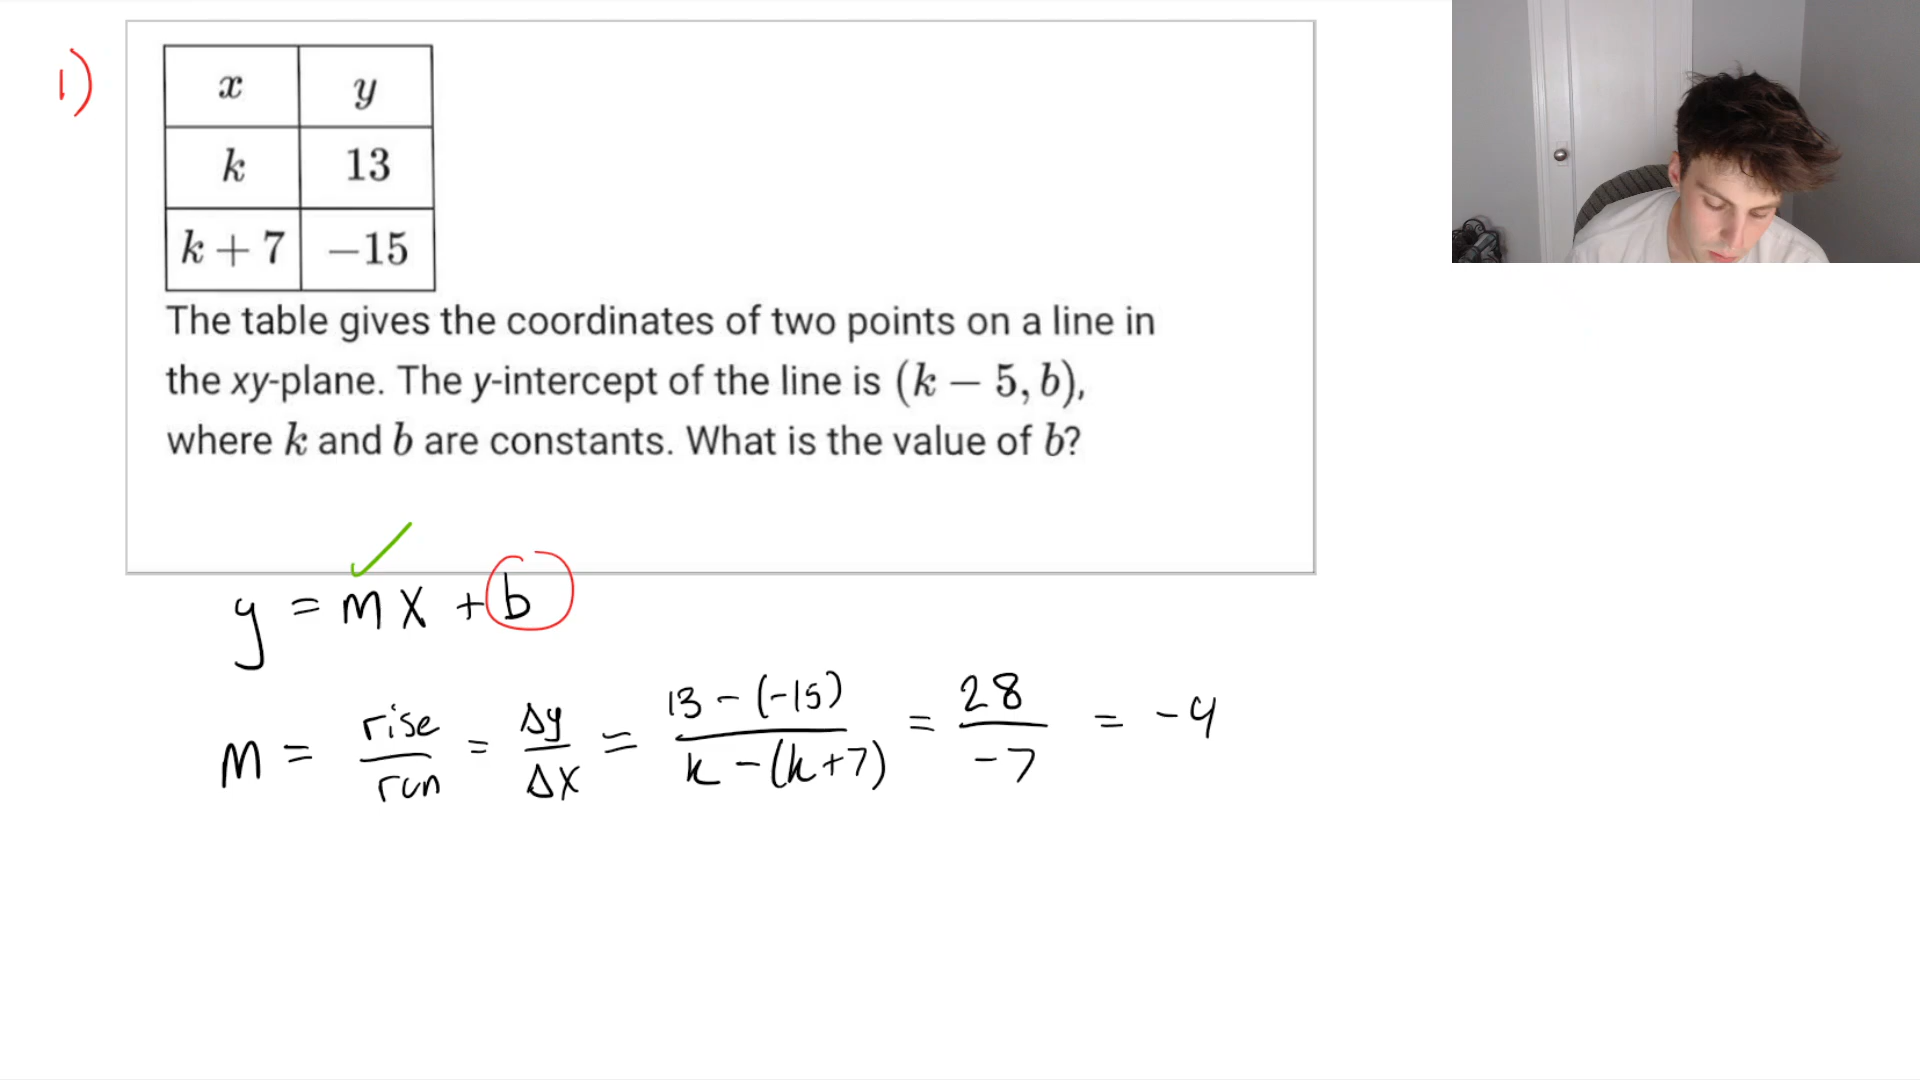 1)
x y
k 13
k + 7 −15
The table gives the coordinates of two points on a line in
the xy-plane. The y-intercept of the line is (k − 5, b),
where k and b are constants. What is the value of b?
y = mx + b
m = rise/run = Δy/Δx = 13 - (-15)/k - (k+7) = 28/-7 = -4